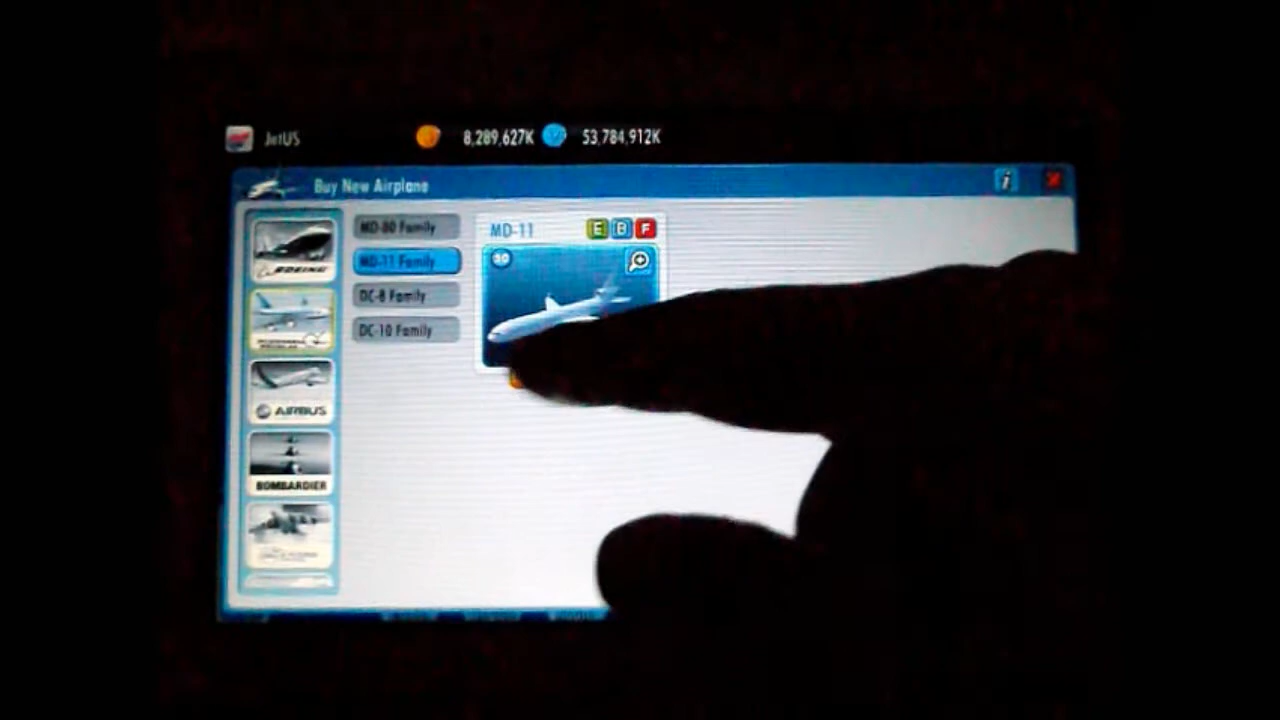 JetUS 8,289,627K 53,784,912K
Buy New Airplane i
MD-80 Family
MD-11 Family
DC-8 Family
DC-10 Family
MD-11 E B F
BOEING
AIRBUS
BOMBARDIER